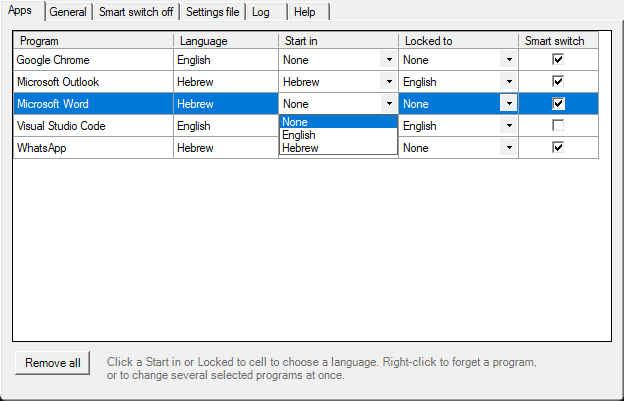 Apps General Smart switch off Settings file Log Help
Program Language Start in Locked to Smart switch
Google Chrome English None None
Microsoft Outlook Hebrew Hebrew English
Microsoft Word Hebrew None None
None
Visual Studio Code English English
English
WhatsApp Hebrew Hebrew None
Remove all
Click a Start in or Locked to cell to choose a language. Right-click to forget a program,
or to change several selected programs at once.